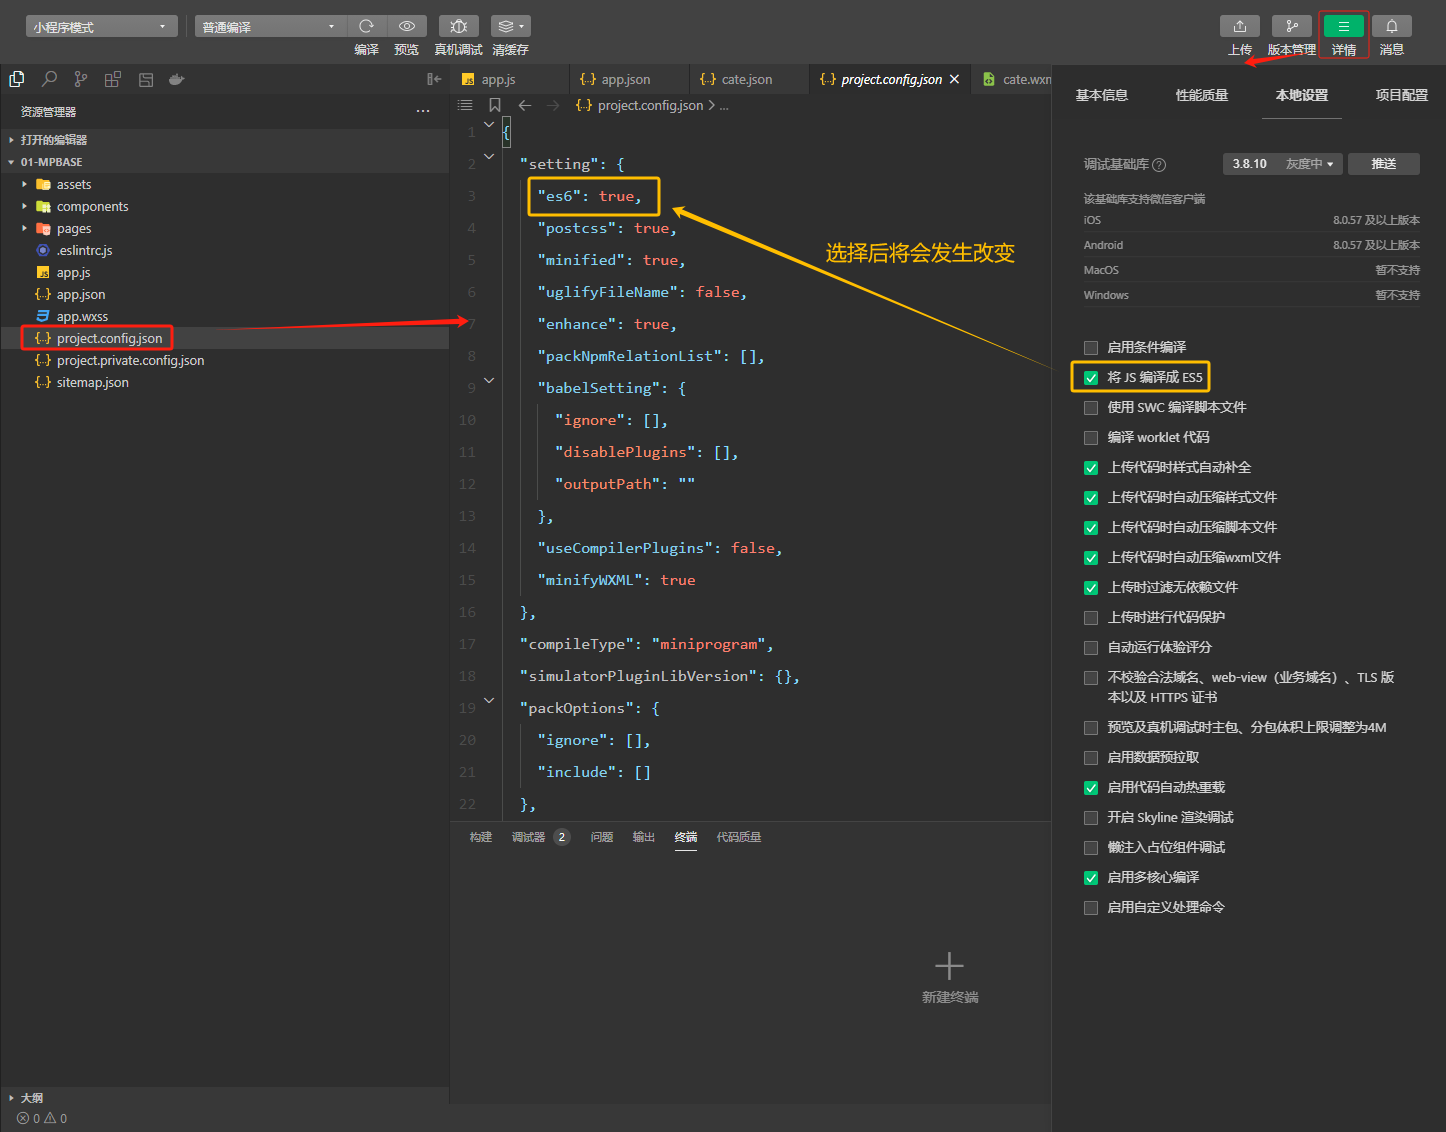 小程序模式
普通编译
编译
预览
真机调试
清缓存
上传
版本管理
详情
消息
资源管理器
打开的编辑器
01-MPBASE
assets
components
pages
.eslintrc.js
app.js
app.json
app.wxss
project.config.json
project.private.config.json
sitemap.json
大纲
0 0
app.js
app.json
cate.json
project.config.json
cate.wxm
project.config.json > ...
1 {
2 "setting": {
3 "es6": true,
4 "postcss": true,
5 "minified": true,
6 "uglifyFileName": false,
7 "enhance": true,
8 "packNpmRelationList": [],
9 "babelSetting": {
10 "ignore": [],
11 "disablePlugins": [],
12 "outputPath": ""
13 },
14 "useCompilerPlugins": false,
15 "minifyWXML": true
16 },
17 "compileType": "miniprogram",
18 "simulatorPluginLibVersion": {},
19 "packOptions": {
20 "ignore": [],
21 "include": []
22 },
选择后将会发生改变
构建
调试器 2
问题
输出
终端
代码质量
新建终端
基本信息
性能质量
本地设置
项目配置
调试基础库
3.8.10 灰度中
推送
该基础库支持微信客户端
iOS 8.0.57 及以上版本
Android 8.0.57 及以上版本
MacOS 暂不支持
Windows 暂不支持
启用条件编译
将 JS 编译成 ES5
使用 SWC 编译脚本文件
编译 worklet 代码
上传代码时样式自动补全
上传代码时自动压缩样式文件
上传代码时自动压缩脚本文件
上传代码时自动压缩wxml文件
上传时过滤无依赖文件
上传时进行代码保护
自动运行体验评分
不校验合法域名、web-view（业务域名）、TLS 版
本以及 HTTPS 证书
预览及真机调试时主包、分包体积上限调整为4M
启用数据预拉取
启用代码自动热重载
开启 Skyline 渲染调试
懒注入占位组件调试
启用多核心编译
启用自定义处理命令